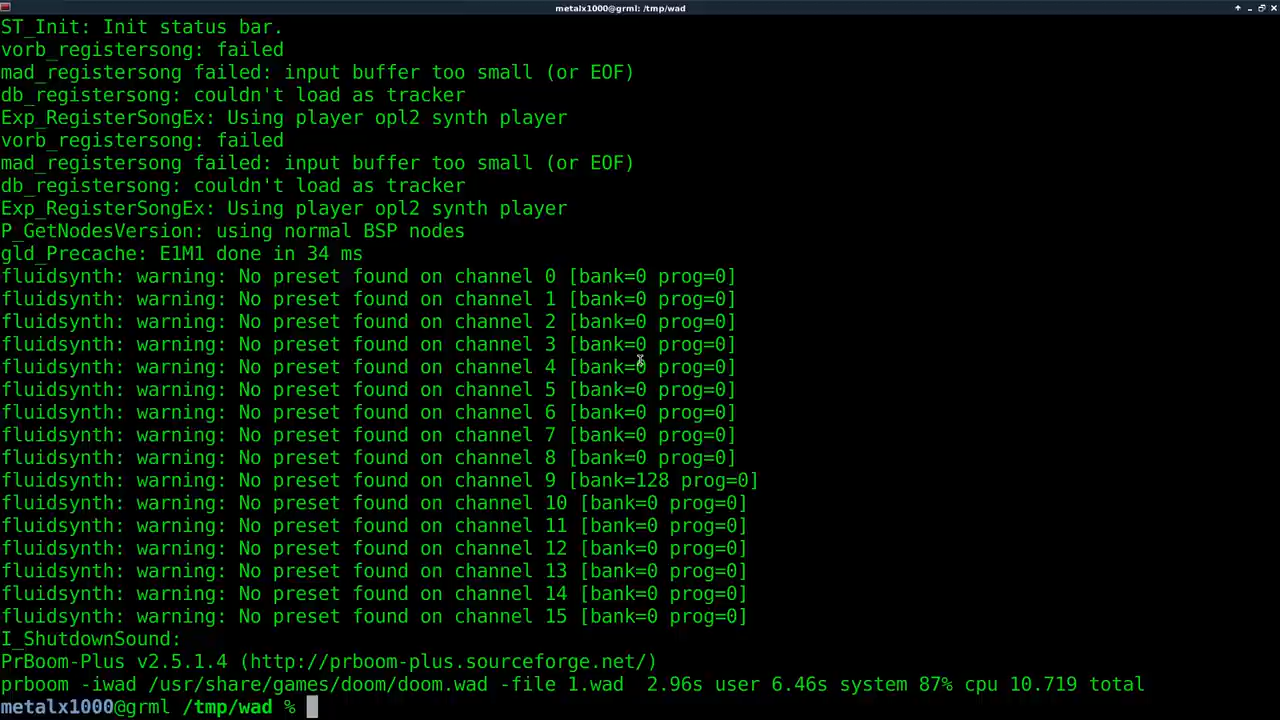 metalx1000@grml: /tmp/wad
ST_Init: Init status bar.
vorb_registersong: failed
mad_registersong failed: input buffer too small (or EOF)
db_registersong: couldn't load as tracker
Exp_RegisterSongEx: Using player opl2 synth player
vorb_registersong: failed
mad_registersong failed: input buffer too small (or EOF)
db_registersong: couldn't load as tracker
Exp_RegisterSongEx: Using player opl2 synth player
P_GetNodesVersion: using normal BSP nodes
gld_Precache: E1M1 done in 34 ms
fluidsynth: warning: No preset found on channel 0 [bank=0 prog=0]
fluidsynth: warning: No preset found on channel 1 [bank=0 prog=0]
fluidsynth: warning: No preset found on channel 2 [bank=0 prog=0]
fluidsynth: warning: No preset found on channel 3 [bank=0 prog=0]
fluidsynth: warning: No preset found on channel 4 [bank=0 prog=0]
fluidsynth: warning: No preset found on channel 5 [bank=0 prog=0]
fluidsynth: warning: No preset found on channel 6 [bank=0 prog=0]
fluidsynth: warning: No preset found on channel 7 [bank=0 prog=0]
fluidsynth: warning: No preset found on channel 8 [bank=0 prog=0]
fluidsynth: warning: No preset found on channel 9 [bank=128 prog=0]
fluidsynth: warning: No preset found on channel 10 [bank=0 prog=0]
fluidsynth: warning: No preset found on channel 11 [bank=0 prog=0]
fluidsynth: warning: No preset found on channel 12 [bank=0 prog=0]
fluidsynth: warning: No preset found on channel 13 [bank=0 prog=0]
fluidsynth: warning: No preset found on channel 14 [bank=0 prog=0]
fluidsynth: warning: No preset found on channel 15 [bank=0 prog=0]
I_ShutdownSound:
PrBoom-Plus v2.5.1.4 (http://prboom-plus.sourceforge.net/)
prboom -iwad /usr/share/games/doom/doom.wad -file 1.wad  2.96s user 6.46s system 87% cpu 10.719 total
metalx1000@grml /tmp/wad %